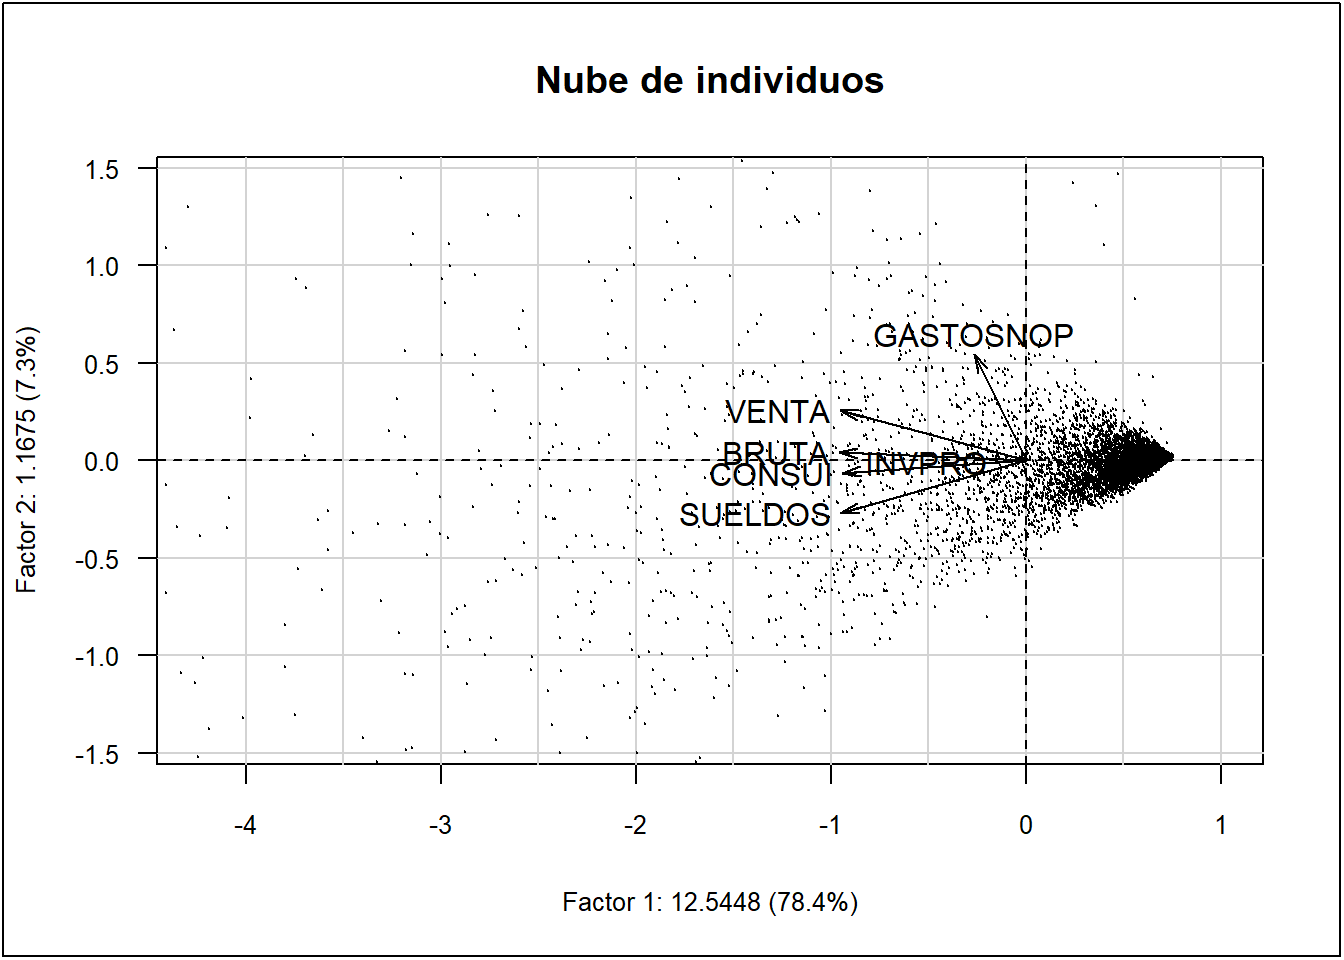 Nube de individuos
1.5
1.0
0.5
0.0
-0.5
-1.0
-1.5
Factor 2: 1.1675 (7.3%)
GASTOSNOP
VENTA
BRUTA
INVPRO
CONSUI
SUELDOS
-4
-3
-2
-1
0
1
Factor 1: 12.5448 (78.4%)